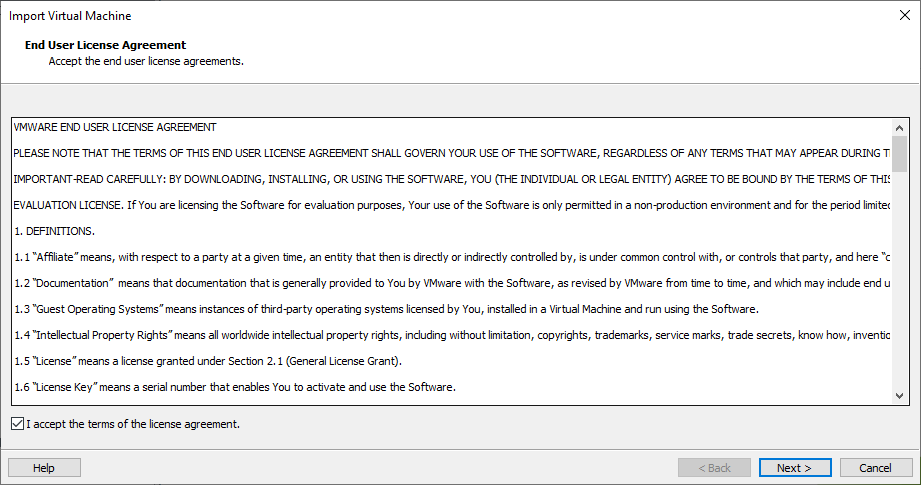 Import Virtual Machine
End User License Agreement
Accept the end user license agreements.
VMWARE END USER LICENSE AGREEMENT
PLEASE NOTE THAT THE TERMS OF THIS END USER LICENSE AGREEMENT SHALL GOVERN YOUR USE OF THE SOFTWARE, REGARDLESS OF ANY TERMS THAT MAY APPEAR DURING T
IMPORTANT-READ CAREFULLY: BY DOWNLOADING, INSTALLING, OR USING THE SOFTWARE, YOU (THE INDIVIDUAL OR LEGAL ENTITY) AGREE TO BE BOUND BY THE TERMS OF THIS
EVALUATION LICENSE. If You are licensing the Software for evaluation purposes, Your use of the Software is only permitted in a non-production environment and for the period limited
1. DEFINITIONS.
1.1 “Affiliate” means, with respect to a party at a given time, an entity that then is directly or indirectly controlled by, is under common control with, or controls that party, and here “c
1.2 “Documentation” means that documentation that is generally provided to You by VMware with the Software, as revised by VMware from time to time, and which may include end u
1.3 “Guest Operating Systems” means instances of third-party operating systems licensed by You, installed in a Virtual Machine and run using the Software.
1.4 “Intellectual Property Rights” means all worldwide intellectual property rights, including without limitation, copyrights, trademarks, service marks, trade secrets, know how, inventio
1.5 “License” means a license granted under Section 2.1 (General License Grant).
1.6 “License Key” means a serial number that enables You to activate and use the Software.
I accept the terms of the license agreement.
Help
< Back
Next >
Cancel